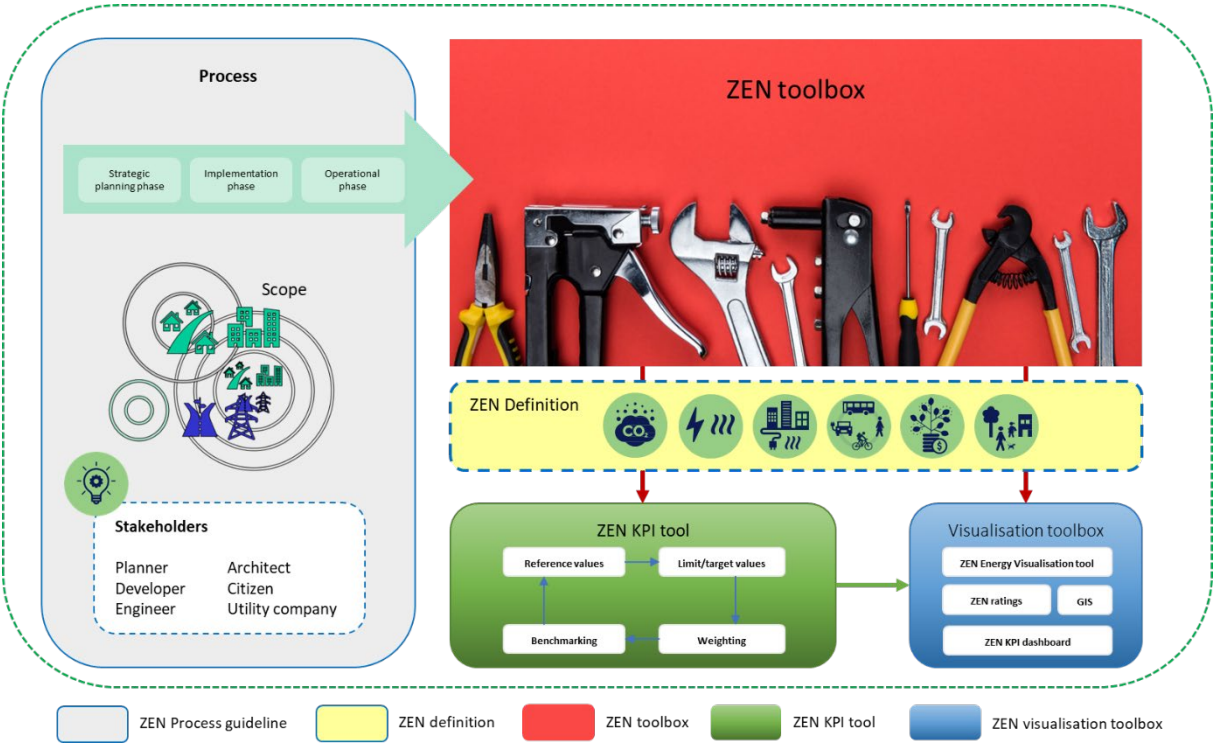 Process
Strategic
planning phase
Implementation
phase
Operational
phase
Scope
Stakeholders
Planner Architect
Developer Citizen
Engineer Utility company
ZEN toolbox
ZEN Definition
CO2
$
ZEN KPI tool
Reference values
Limit/target values
Benchmarking
Weighting
Visualisation toolbox
ZEN Energy Visualisation tool
ZEN ratings
GIS
ZEN KPI dashboard
ZEN Process guideline
ZEN definition
ZEN toolbox
ZEN KPI tool
ZEN visualisation toolbox